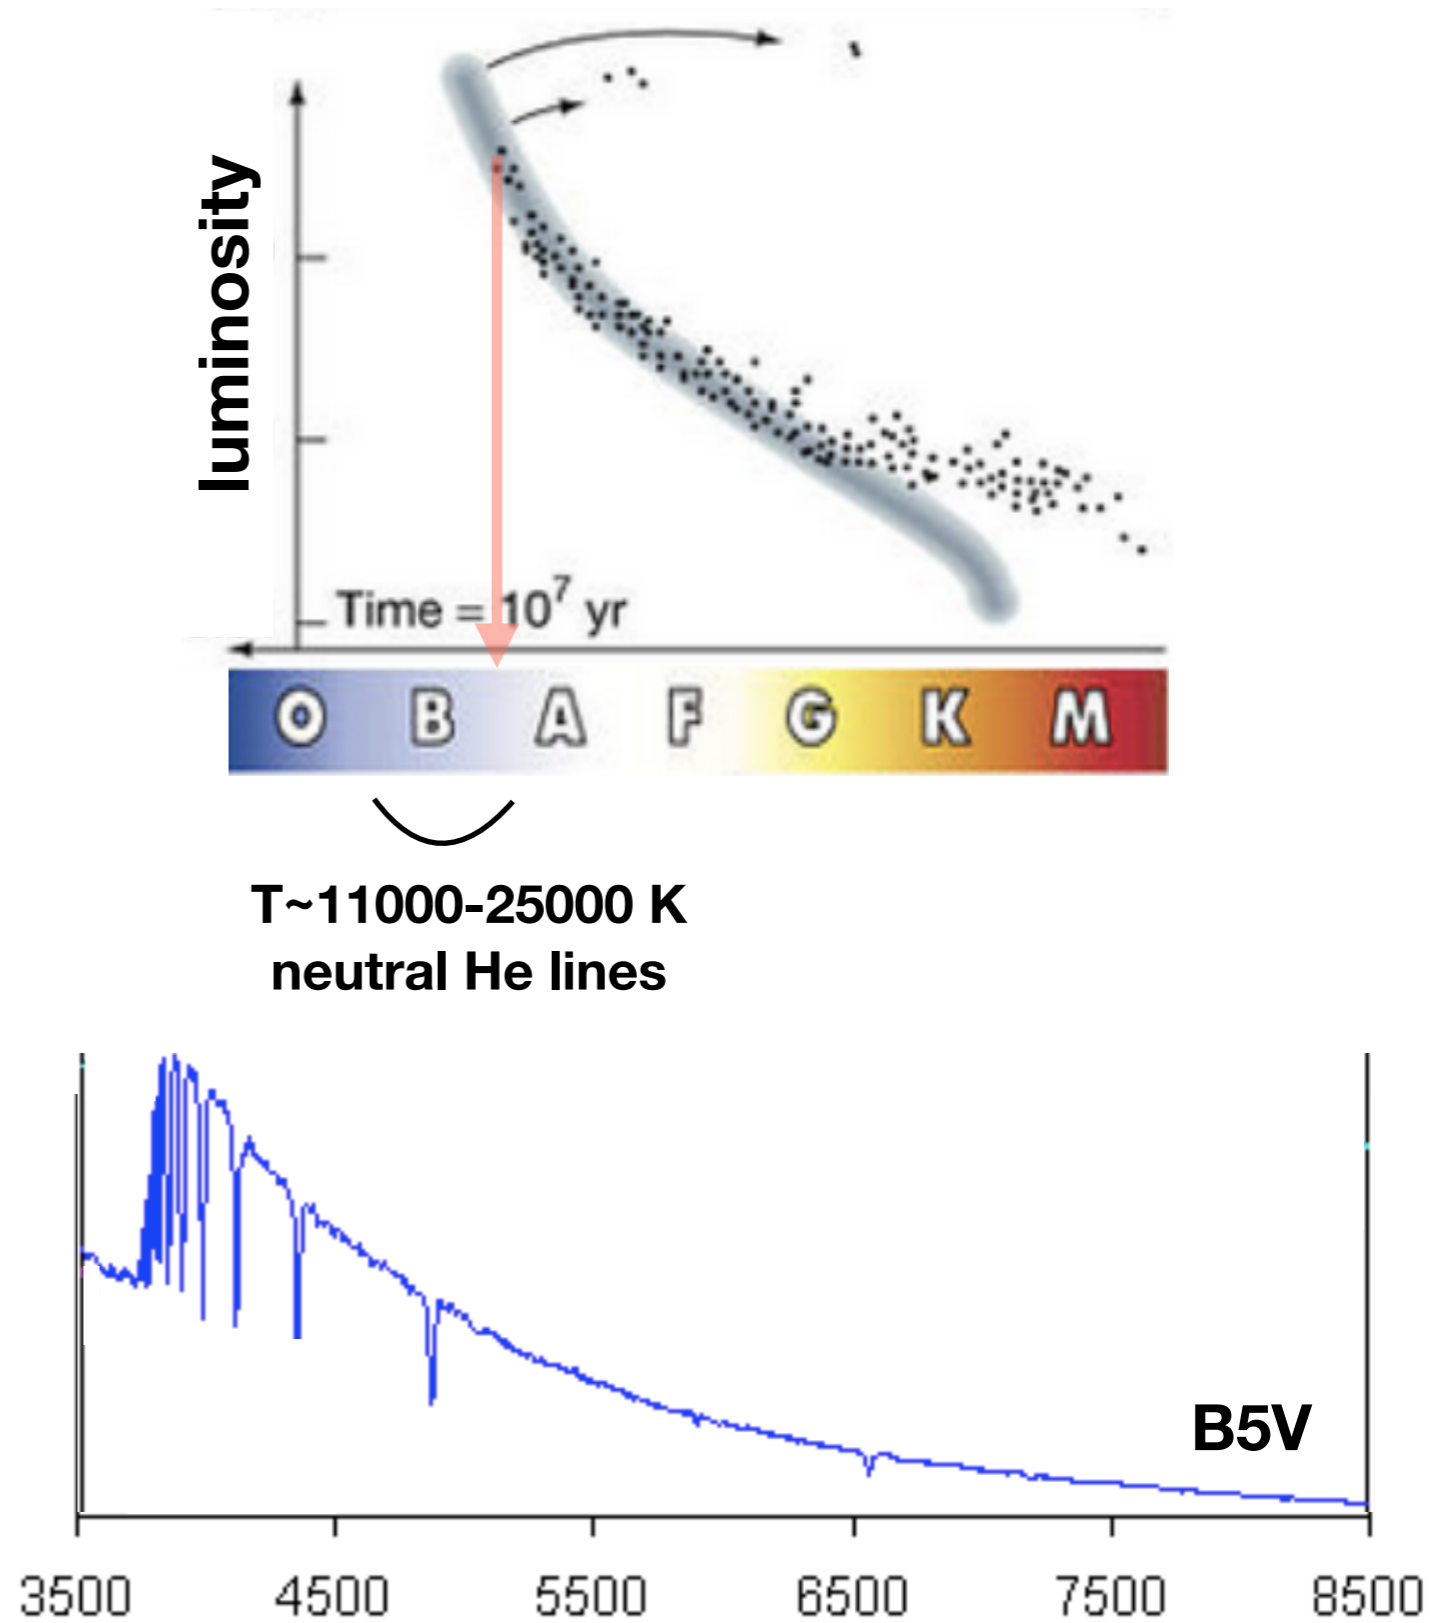 luminosity
Time = 10⁷ yr
O B A F G K M
T~11000-25000 K
neutral He lines
B5V
3500 4500 5500 6500 7500 8500